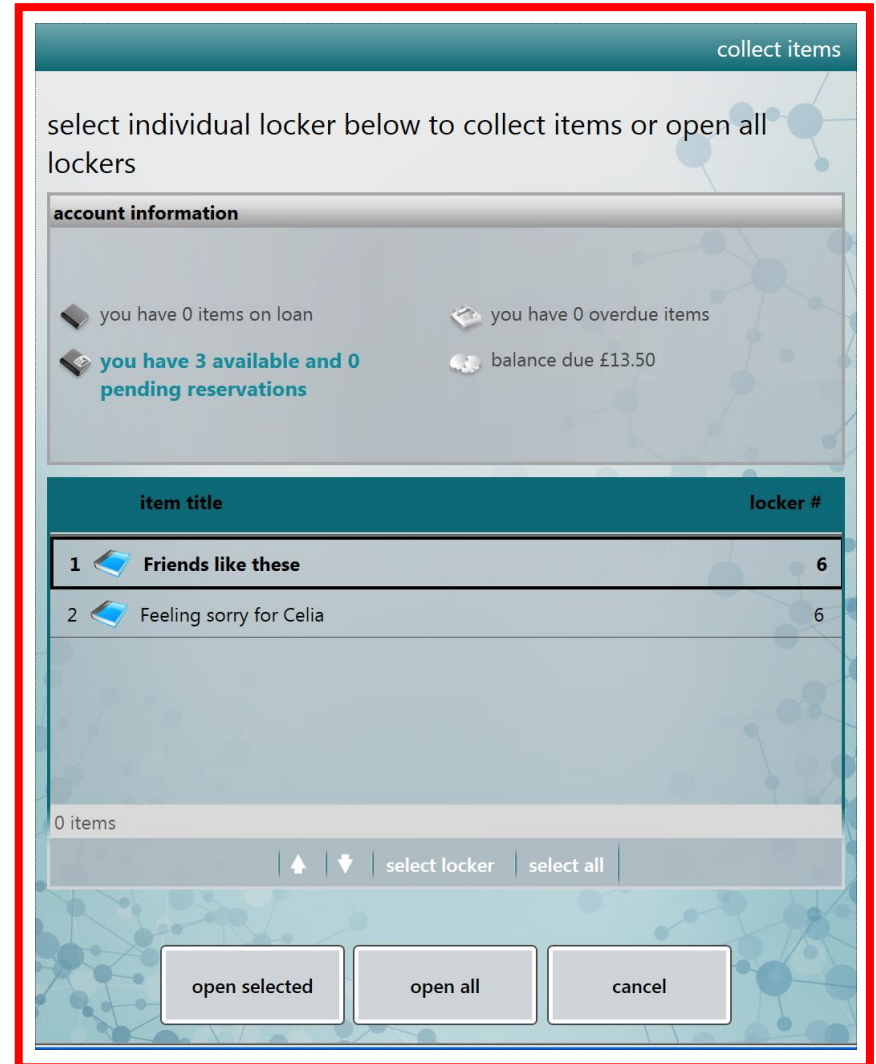 collect items
select individual locker below to collect items or open all
lockers
account information
you have 0 items on loan
you have 0 overdue items
you have 3 available and 0
pending reservations
balance due £13.50
item title locker #
1 Friends like these 6
2 Feeling sorry for Celia 6
0 items
select locker select all
open selected open all cancel